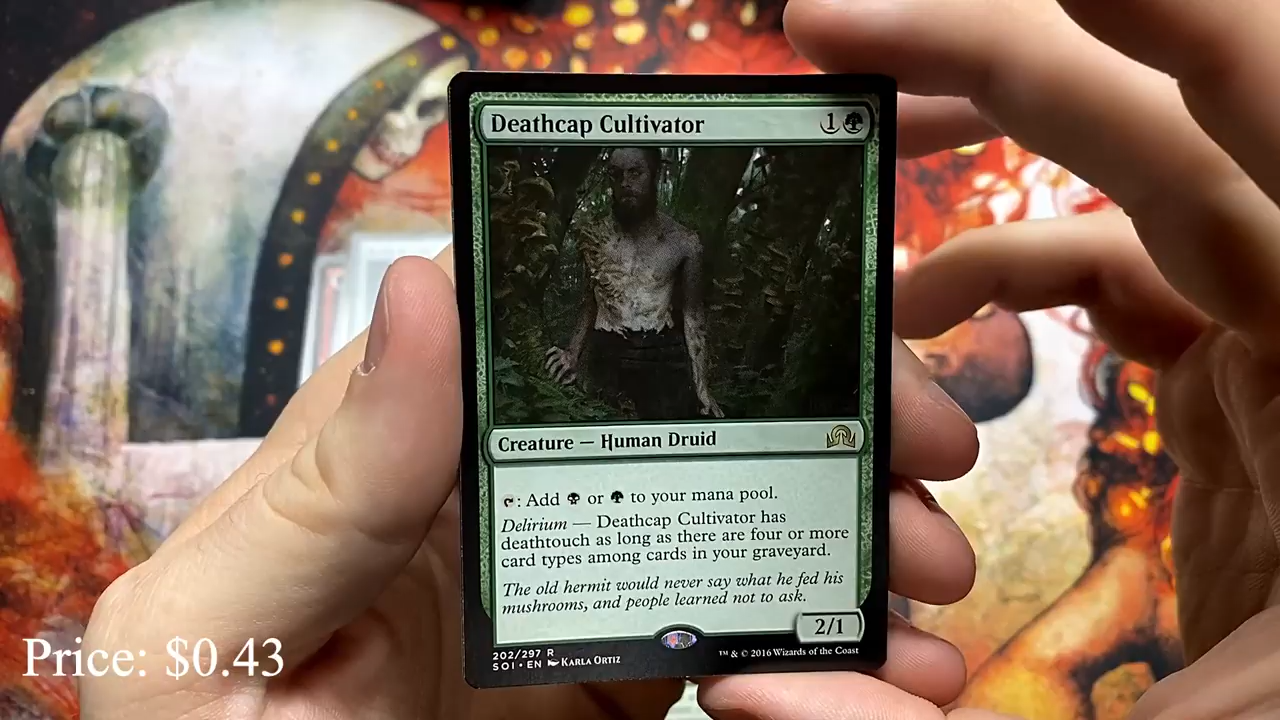 Deathcap Cultivator 1
Creature — Human Druid
: Add or to your mana pool.
Delirium — Deathcap Cultivator has
deathtouch as long as there are four or more
card types among cards in your graveyard.
The old hermit would never say what he fed his
mushrooms, and people learned not to ask.
2/1
202/297 R
SOI • EN Karla Ortiz
™ & © 2016 Wizards of the Coast
Price: $0.43